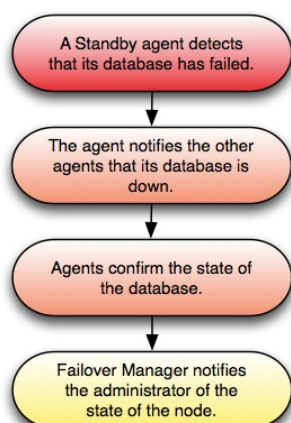 A Standby agent detects
that its database has failed.
The agent notifies the other
agents that its database is
down.
Agents confirm the state of
the database.
Failover Manager notifies
the administrator of the
state of the node.